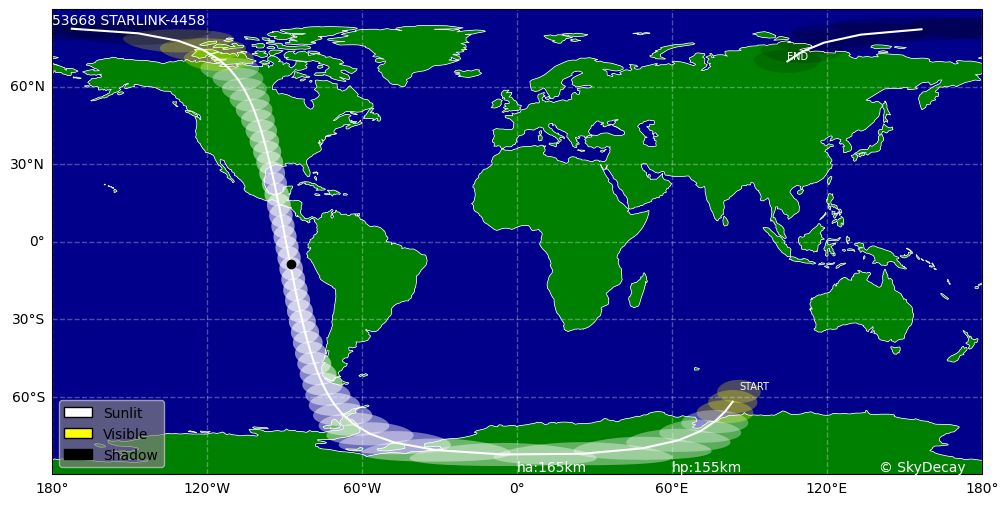 53668 STARLINK-4458
END
60°N
30°N
0°
30°S
START
60°S
Sunlit
Visible
Shadow
ha:165km
hp:155km
© SkyDecay
180°
120°W
60°W
0°
60°E
120°E
180°